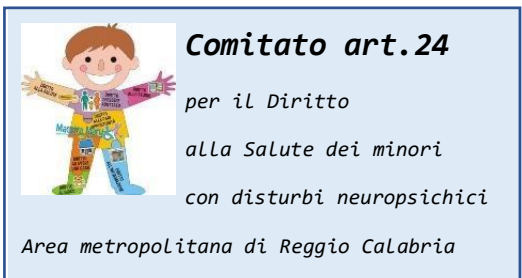 Comitato art.24
per il Diritto
alla Salute dei minori
con disturbi neuropsichici
Area metropolitana di Reggio Calabria